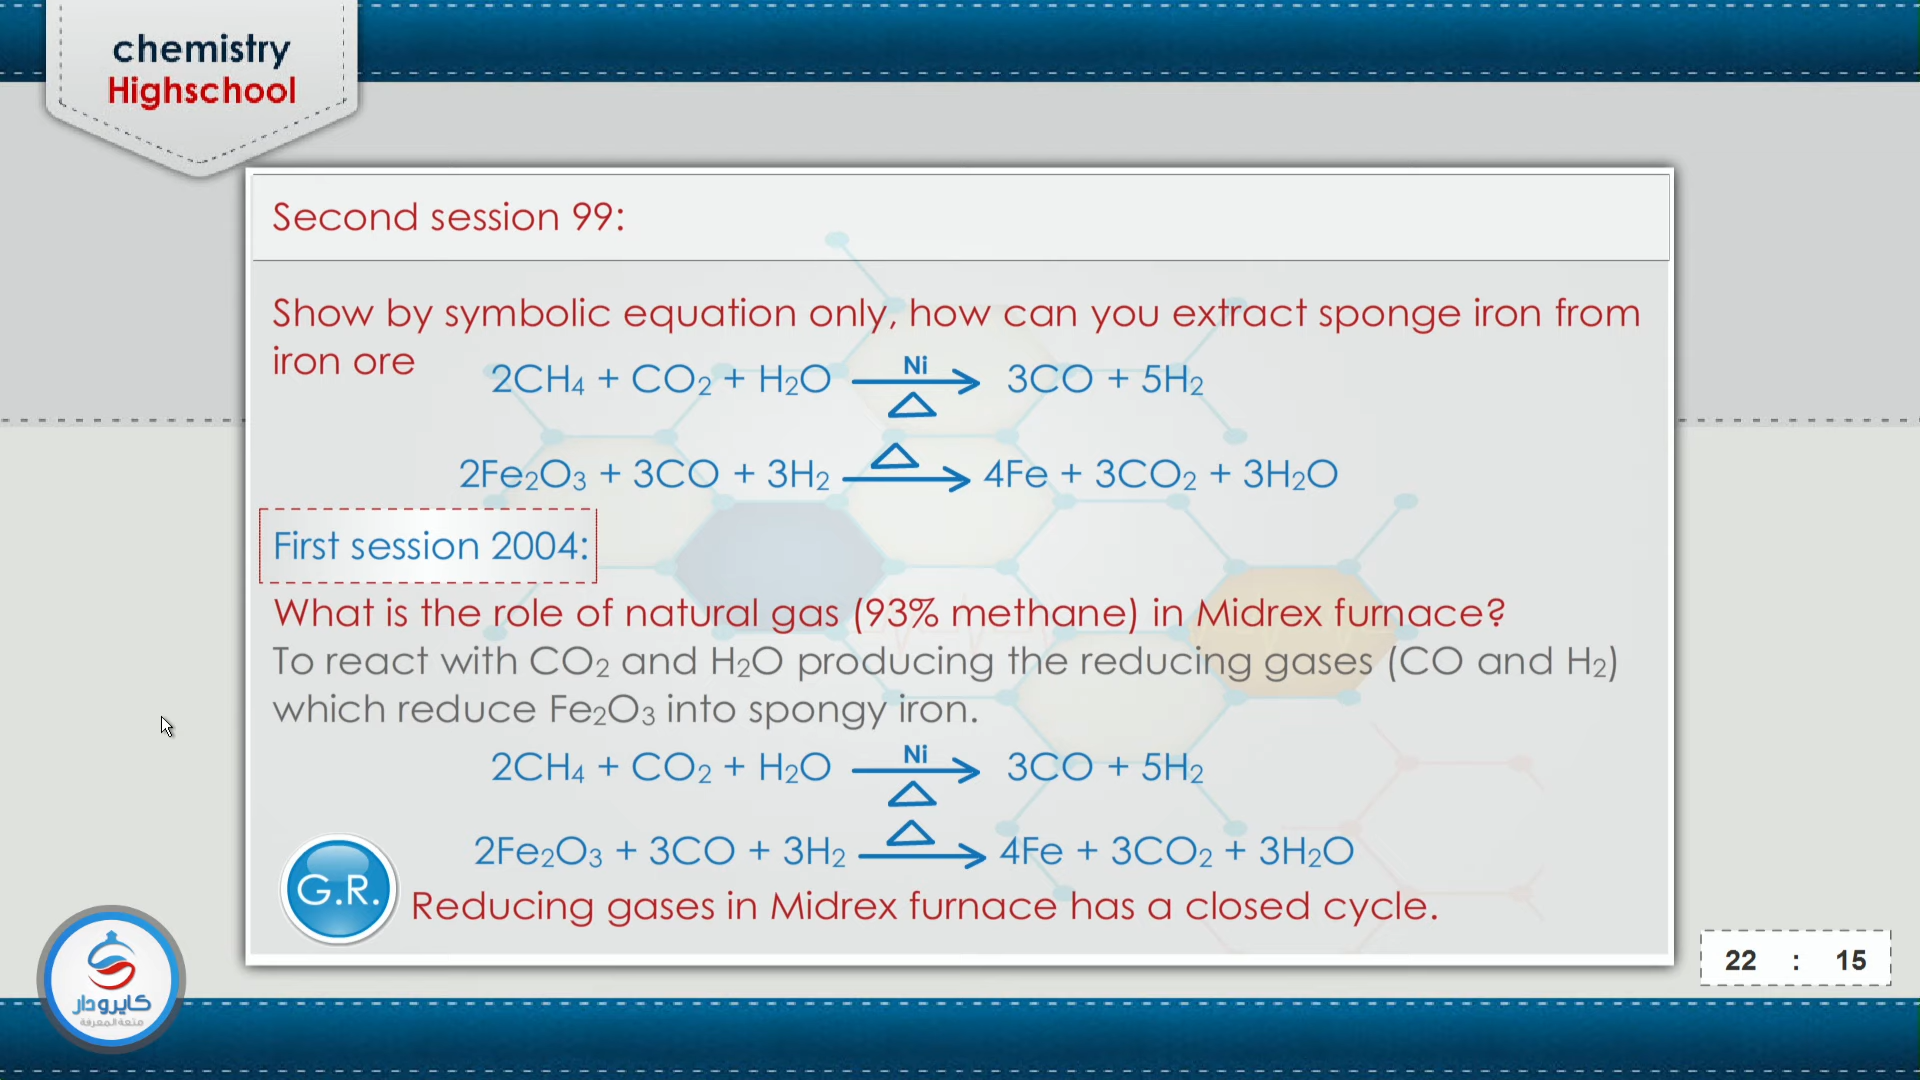 chemistry
Highschool
Second session 99:
Show by symbolic equation only, how can you extract sponge iron from
iron ore
2CH₄ + CO₂ + H₂O —Ni/△→ 3CO + 5H₂
2Fe₂O₃ + 3CO + 3H₂ —△→ 4Fe + 3CO₂ + 3H₂O
First session 2004:
What is the role of natural gas (93% methane) in Midrex furnace?
To react with CO₂ and H₂O producing the reducing gases (CO and H₂)
which reduce Fe₂O₃ into spongy iron.
2CH₄ + CO₂ + H₂O —Ni/△→ 3CO + 5H₂
2Fe₂O₃ + 3CO + 3H₂ —△→ 4Fe + 3CO₂ + 3H₂O
G.R. Reducing gases in Midrex furnace has a closed cycle.
22 : 15
كايرودار
متعة المعرفة